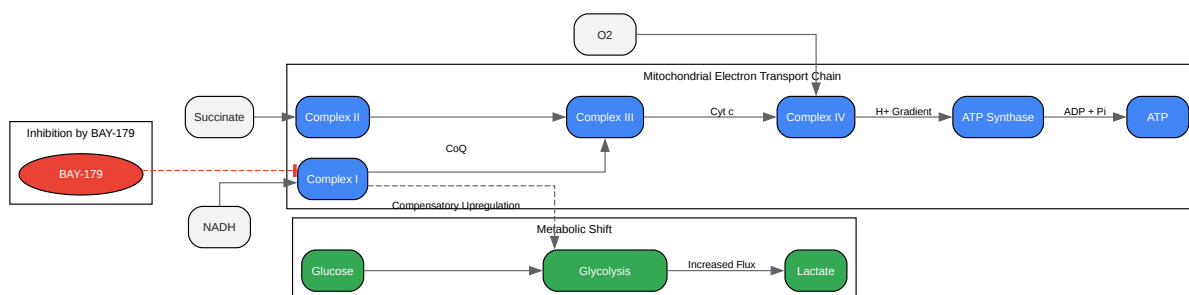 O2
Mitochondrial Electron Transport Chain
Succinate
Complex II
Complex III
Cyt c
Complex IV
H+ Gradient
ATP Synthase
ADP + Pi
ATP
Inhibition by BAY-179
BAY-179
CoQ
Complex I
NADH
Compensatory Upregulation
Metabolic Shift
Glucose
Glycolysis
Increased Flux
Lactate